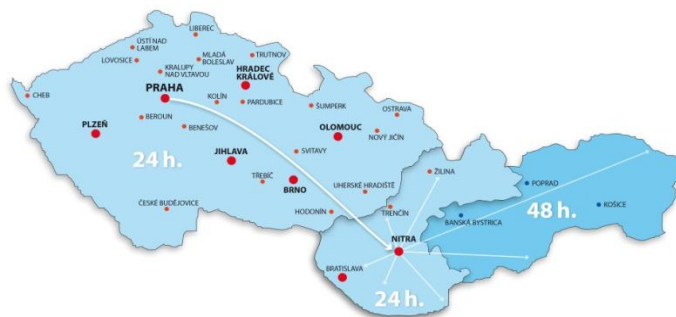 LIBEREC
ÚSTÍ NAD
LABEM
LOVOSICE
MLADÁ
BOLESLAV
TRUTNOV
KRALUPY
NAD VLTAVOU
HRADEC
KRÁLOVÉ
CHEB
PRAHA
KOLÍN
PARDUBICE
ŠUMPERK
OSTRAVA
BEROUN
PLZEŇ
BENEŠOV
OLOMOUC
NOVÝ JIČÍN
24 h.
JIHLAVA
SVITAVY
TŘEBÍČ
BRNO
ŽILINA
UHERSKÉ HRADIŠTĚ
POPRAD
ČESKÉ BUDĚJOVICE
HODONÍN
TRENČÍN
BANSKÁ BYSTRICA
48 h.
KOŠICE
NITRA
BRATISLAVA
24 h.